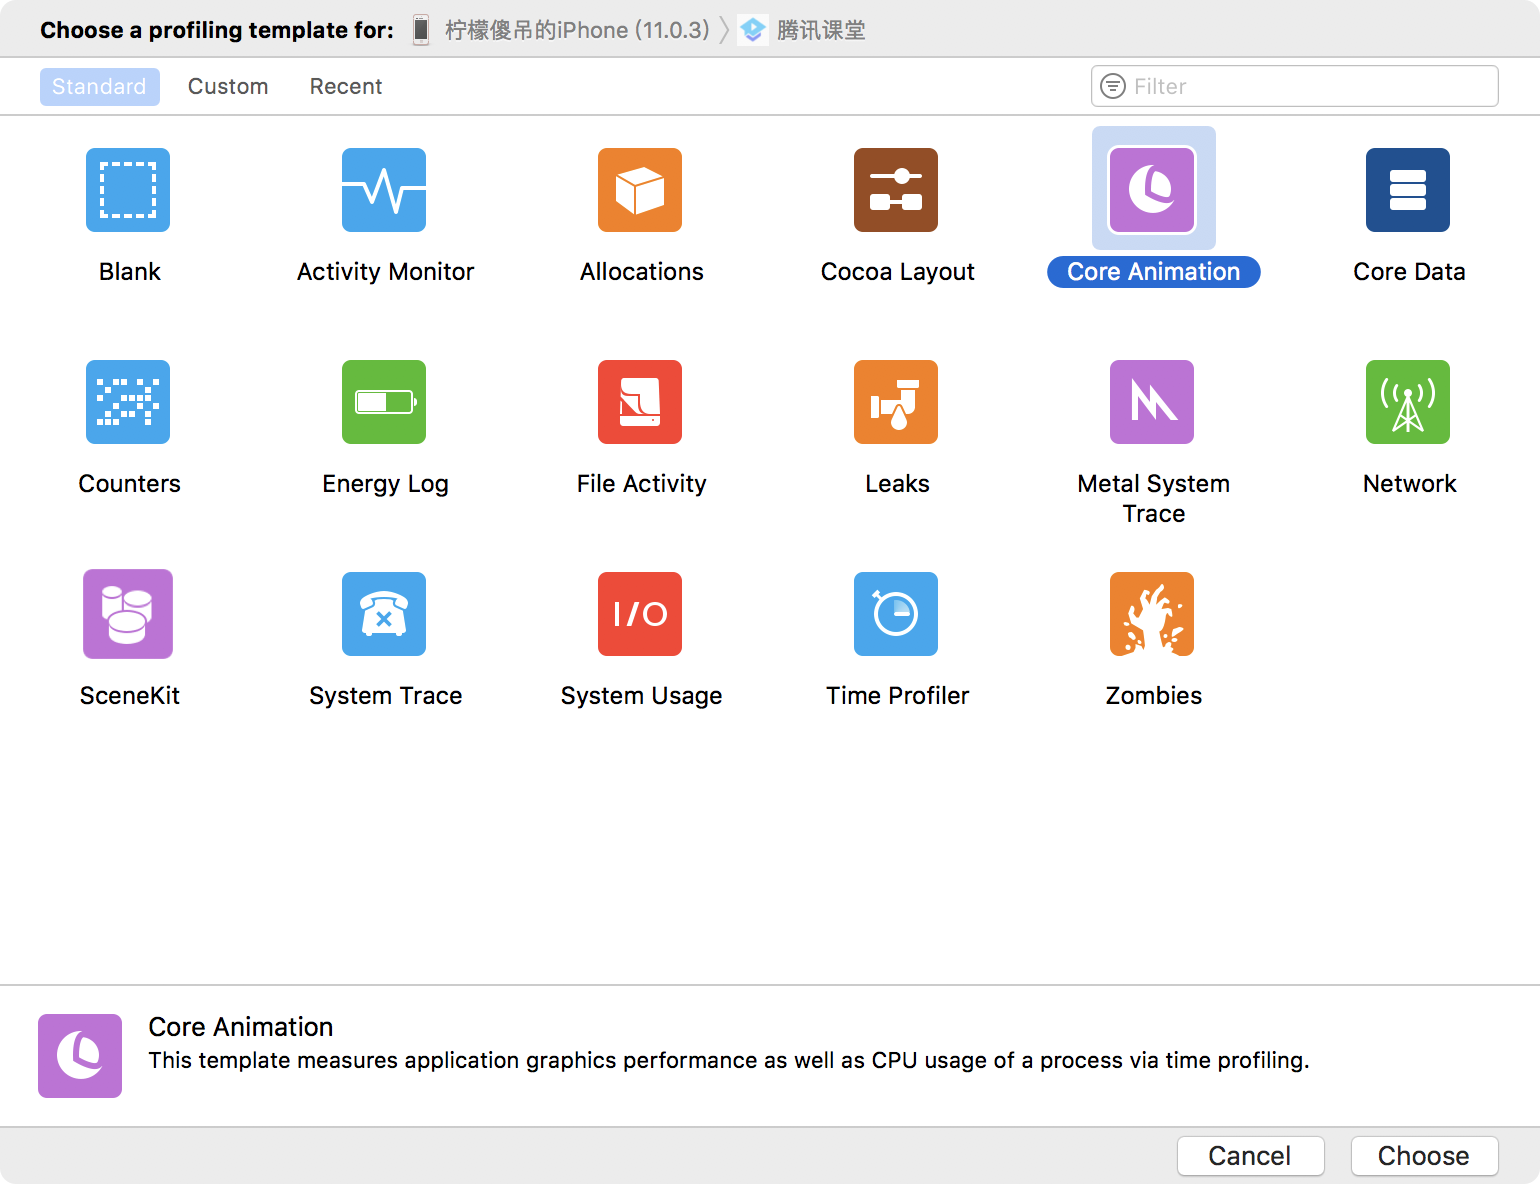 Choose a profiling template for: 柠檬傻吊的iPhone (11.0.3) 腾讯课堂
Standard Custom Recent Filter
Blank Activity Monitor Allocations Cocoa Layout Core Animation Core Data
Counters Energy Log File Activity Leaks Metal System Trace Network
SceneKit System Trace I/O System Usage Time Profiler Zombies
Core Animation
This template measures application graphics performance as well as CPU usage of a process via time profiling.
Cancel Choose